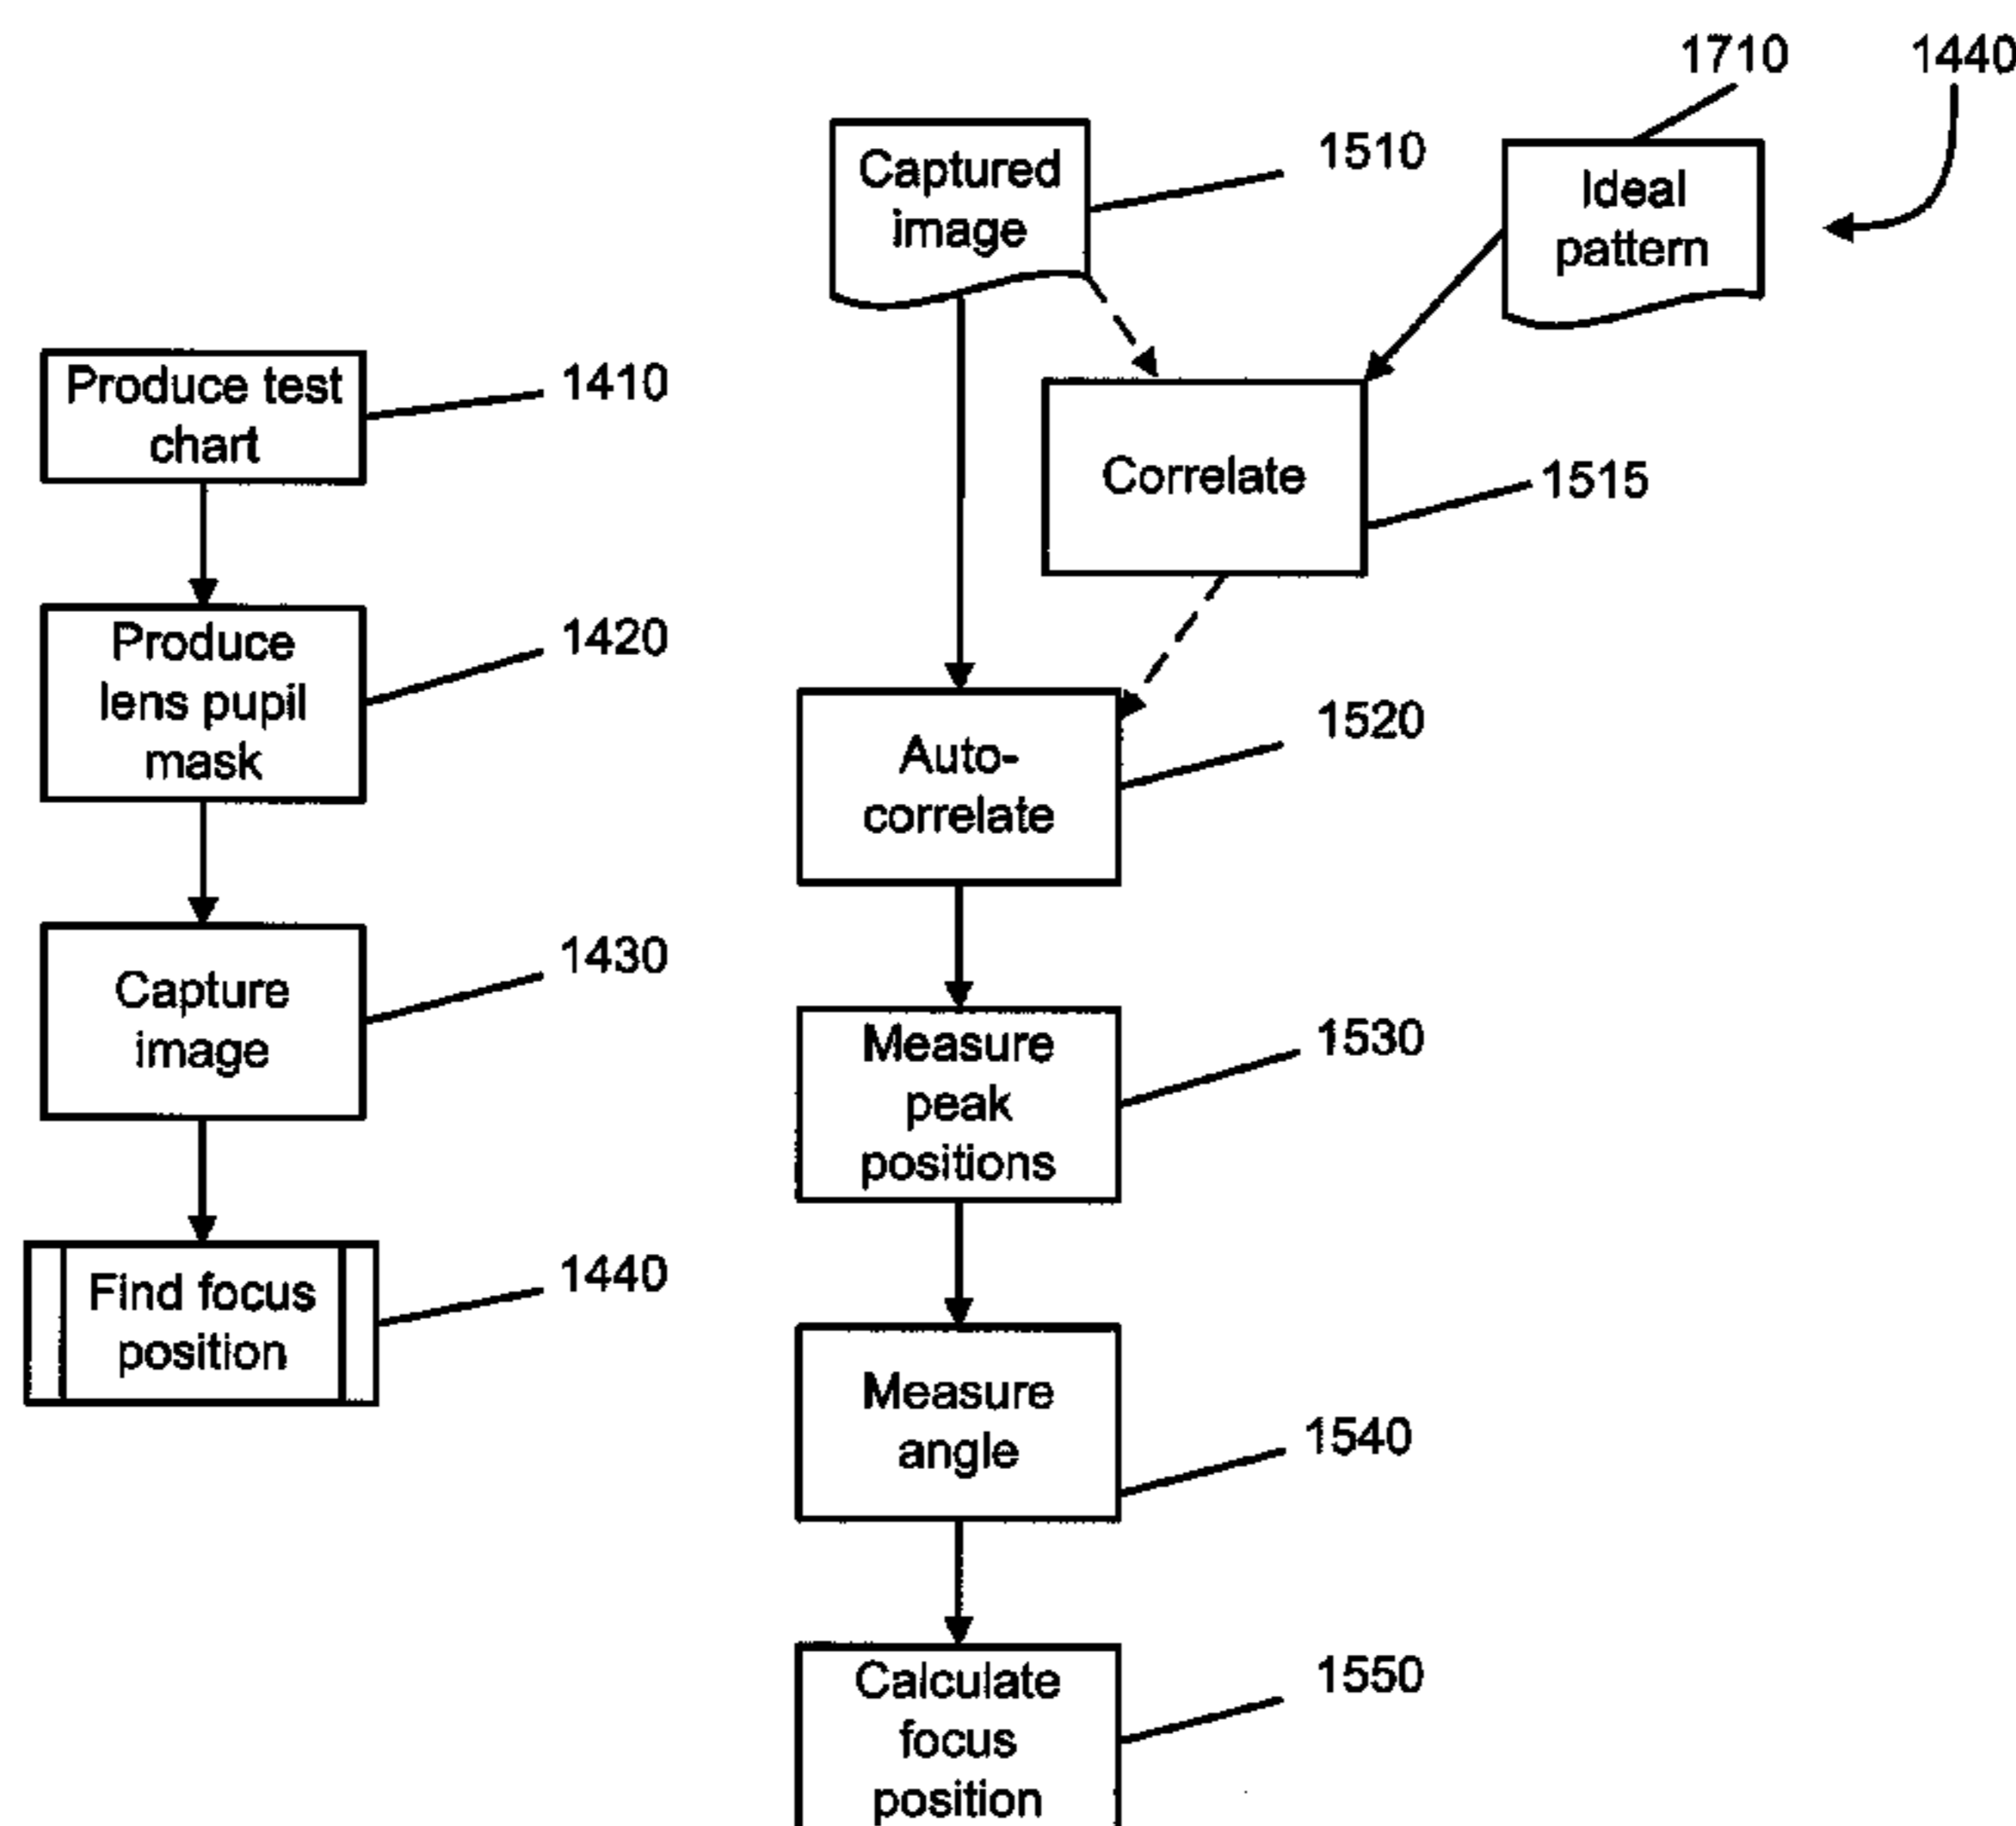 Produce test
chart
1410
Produce
lens pupil
mask
1420
Capture
image
1430
Find focus
position
1440
Captured
image
1510
Ideal
pattern
1710
1440
Correlate
1515
Auto-
correlate
1520
Measure
peak
positions
1530
Measure
angle
1540
Calculate
focus
position
1550